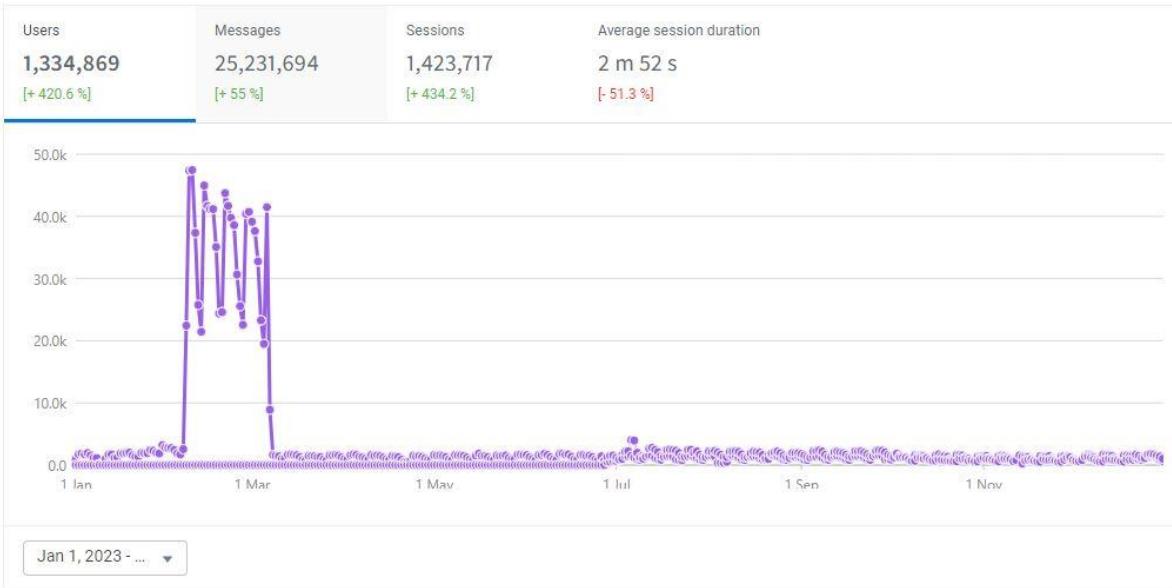 Users Messages Sessions Average session duration
1,334,869 25,231,694 1,423,717 2 m 52 s
[+ 420.6 %] [+ 55 %] [+ 434.2 %] [- 51.3 %]
50.0k
40.0k
30.0k
20.0k
10.0k
0.0
1 Jan 1 Mar 1 May 1 Jul 1 Sep 1 Nov
Jan 1, 2023 - ...